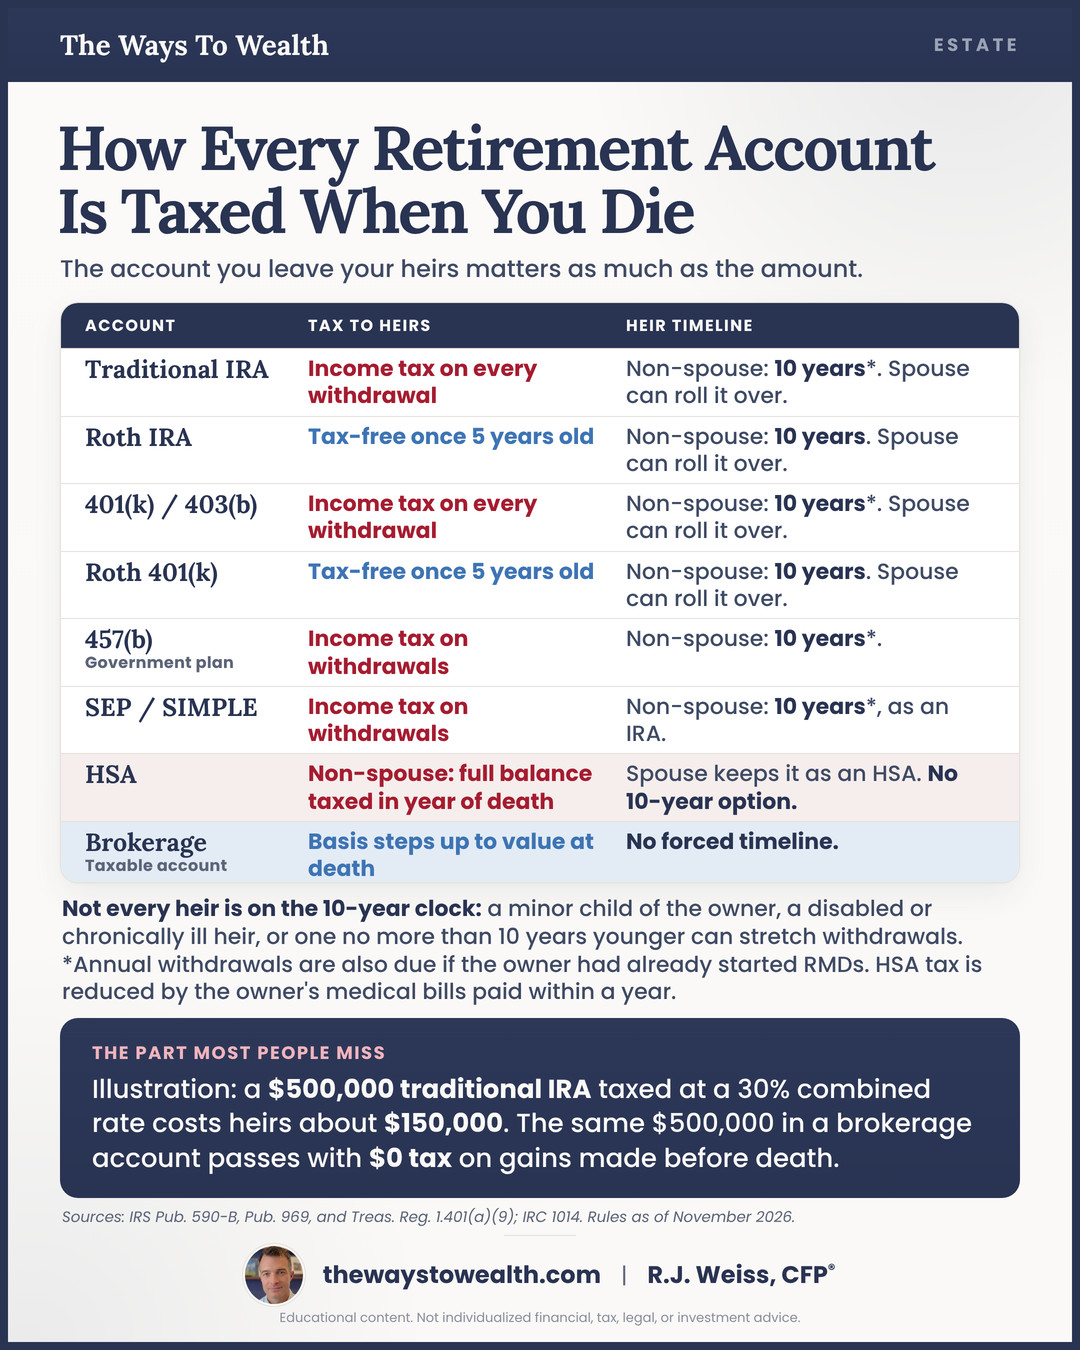 The Ways To Wealth
ESTATE
How Every Retirement Account
Is Taxed When You Die
The account you leave your heirs matters as much as the amount.
ACCOUNT TAX TO HEIRS HEIR TIMELINE
Traditional IRA
Income tax on every
withdrawal
Non-spouse: 10 years*. Spouse
can roll it over.
Roth IRA
Tax-free once 5 years old
Non-spouse: 10 years. Spouse
can roll it over.
401(k) / 403(b)
Income tax on every
withdrawal
Non-spouse: 10 years*. Spouse
can roll it over.
Roth 401(k)
Tax-free once 5 years old
Non-spouse: 10 years. Spouse
can roll it over.
457(b)
Government plan
Income tax on
withdrawals
Non-spouse: 10 years*.
SEP / SIMPLE
Income tax on
withdrawals
Non-spouse: 10 years*, as an
IRA.
HSA
Non-spouse: full balance
taxed in year of death
Spouse keeps it as an HSA. No
10-year option.
Brokerage
Taxable account
Basis steps up to value at
death
No forced timeline.
Not every heir is on the 10-year clock: a minor child of the owner, a disabled or
chronically ill heir, or one no more than 10 years younger can stretch withdrawals.
*Annual withdrawals are also due if the owner had already started RMDs. HSA tax is
reduced by the owner's medical bills paid within a year.
THE PART MOST PEOPLE MISS
Illustration: a $500,000 traditional IRA taxed at a 30% combined
rate costs heirs about $150,000. The same $500,000 in a brokerage
account passes with $0 tax on gains made before death.
Sources: IRS Pub. 590-B, Pub. 969, and Treas. Reg. 1.401(a)(9); IRC 1014. Rules as of November 2026.
thewaystowealth.com | R.J. Weiss, CFP®
Educational content. Not individualized financial, tax, legal, or investment advice.